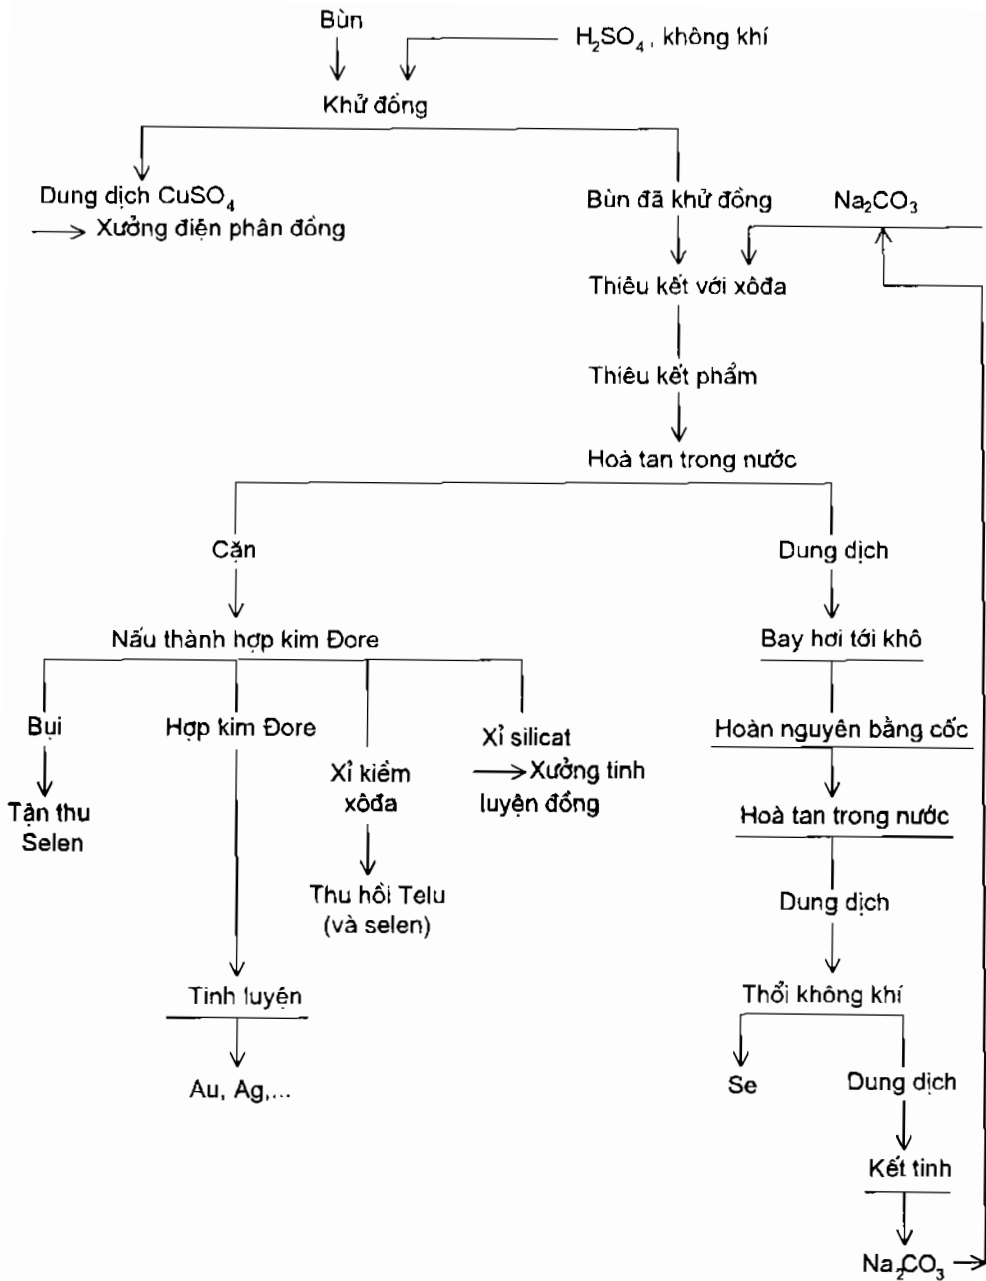 Bùn
H₂SO₄, không khí
Khử đồng
Dung dịch CuSO₄
Xưởng điện phân đồng
Bùn đã khử đồng
Na₂CO₃
Thiêu kết với xôđa
Thiêu kết phẩm
Hoà tan trong nước
Cặn
Dung dịch
Nấu thành hợp kim Đore
Bay hơi tới khô
Bụi
Hợp kim Đore
Xỉ kiềm
xôđa
Xỉ silicat
Xưởng tinh
luyện đồng
Hoàn nguyên bằng cốc
Tận thu
Selen
Hoà tan trong nước
Thu hồi Telu
(và selen)
Dung dịch
Tinh luyện
Thổi không khí
Au, Ag,...
Se
Dung dịch
Kết tinh
Na₂CO₃